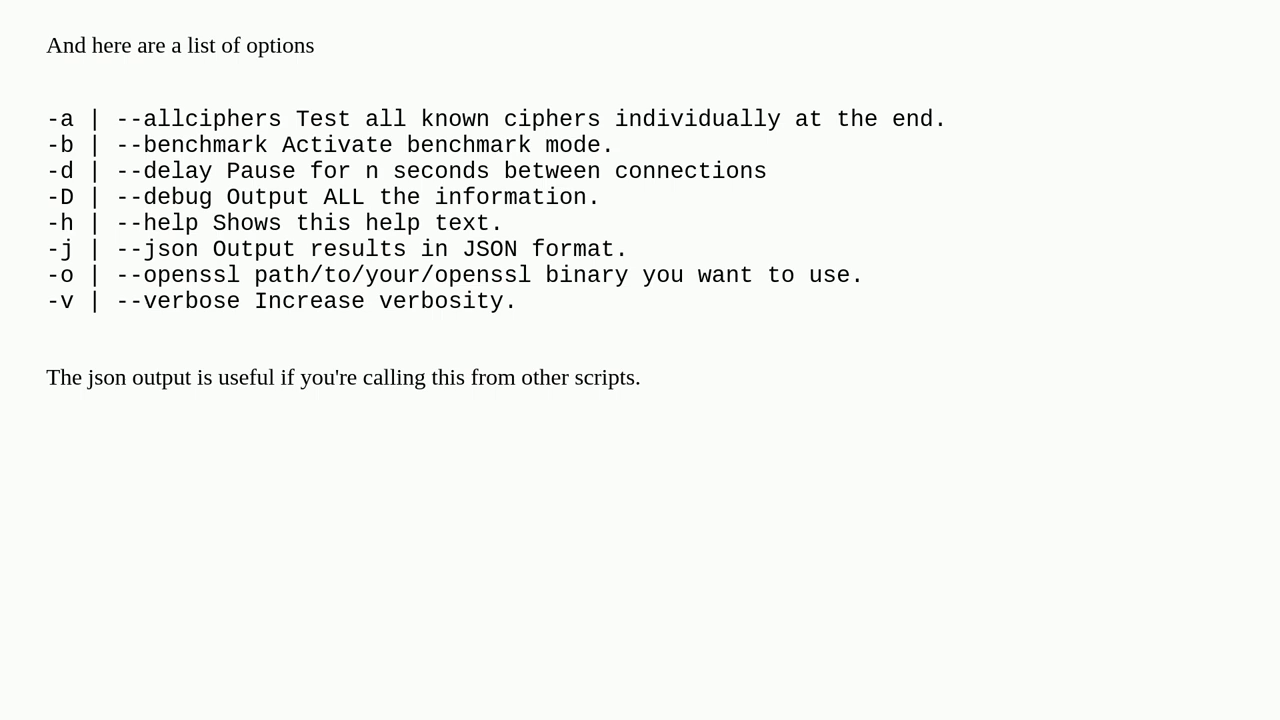 And here are a list of options
-a | --allciphers Test all known ciphers individually at the end.
-b | --benchmark Activate benchmark mode.
-d | --delay Pause for n seconds between connections
-D | --debug Output ALL the information.
-h | --help Shows this help text.
-j | --json Output results in JSON format.
-o | --openssl path/to/your/openssl binary you want to use.
-v | --verbose Increase verbosity.
The json output is useful if you're calling this from other scripts.